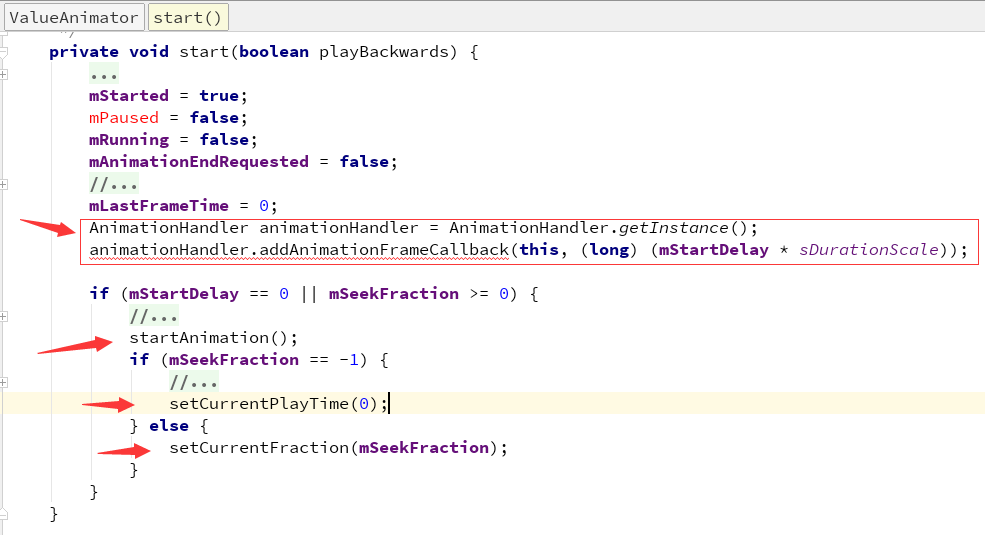 ValueAnimator start()
*/
private void start(boolean playBackwards) {
...
mStarted = true;
mPaused = false;
mRunning = false;
mAnimationEndRequested = false;
//...
mLastFrameTime = 0;
AnimationHandler animationHandler = AnimationHandler.getInstance();
animationHandler.addAnimationFrameCallback(this, (long) (mStartDelay * sDurationScale));
if (mStartDelay == 0 || mSeekFraction >= 0) {
//...
startAnimation();
if (mSeekFraction == -1) {
//...
setCurrentPlayTime(0);
} else {
setCurrentFraction(mSeekFraction);
}
}
}